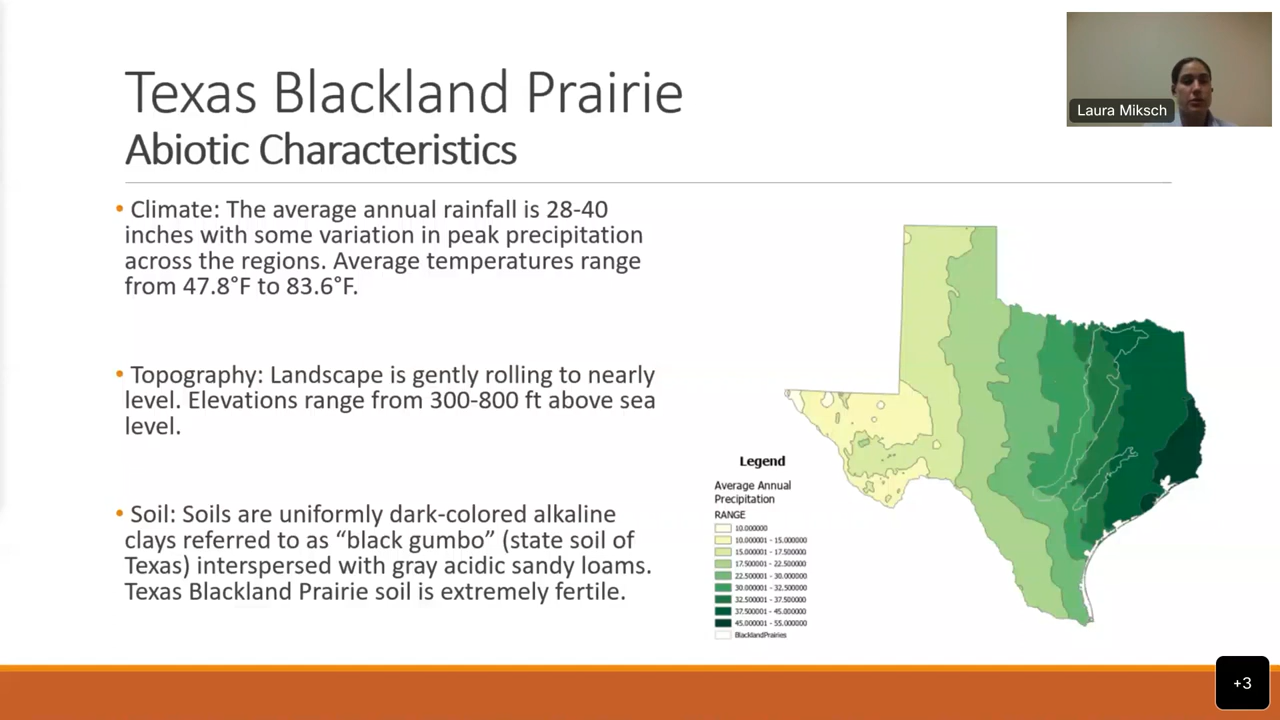 Texas Blackland Prairie
Abiotic Characteristics
Laura Miksch
• Climate: The average annual rainfall is 28-40
inches with some variation in peak precipitation
across the regions. Average temperatures range
from 47.8°F to 83.6°F.
• Topography: Landscape is gently rolling to nearly
level. Elevations range from 300-800 ft above sea
level.
• Soil: Soils are uniformly dark-colored alkaline
clays referred to as “black gumbo” (state soil of
Texas) interspersed with gray acidic sandy loams.
Texas Blackland Prairie soil is extremely fertile.
Legend
Average Annual
Precipitation
RANGE
10.000000
10.000001 - 15.000000
15.000001 - 17.500000
17.500001 - 22.500000
22.500001 - 30.000000
30.000001 - 32.500000
32.500001 - 37.500000
37.500001 - 45.000000
45.000001 - 55.000000
BlacklandPrairies
+3